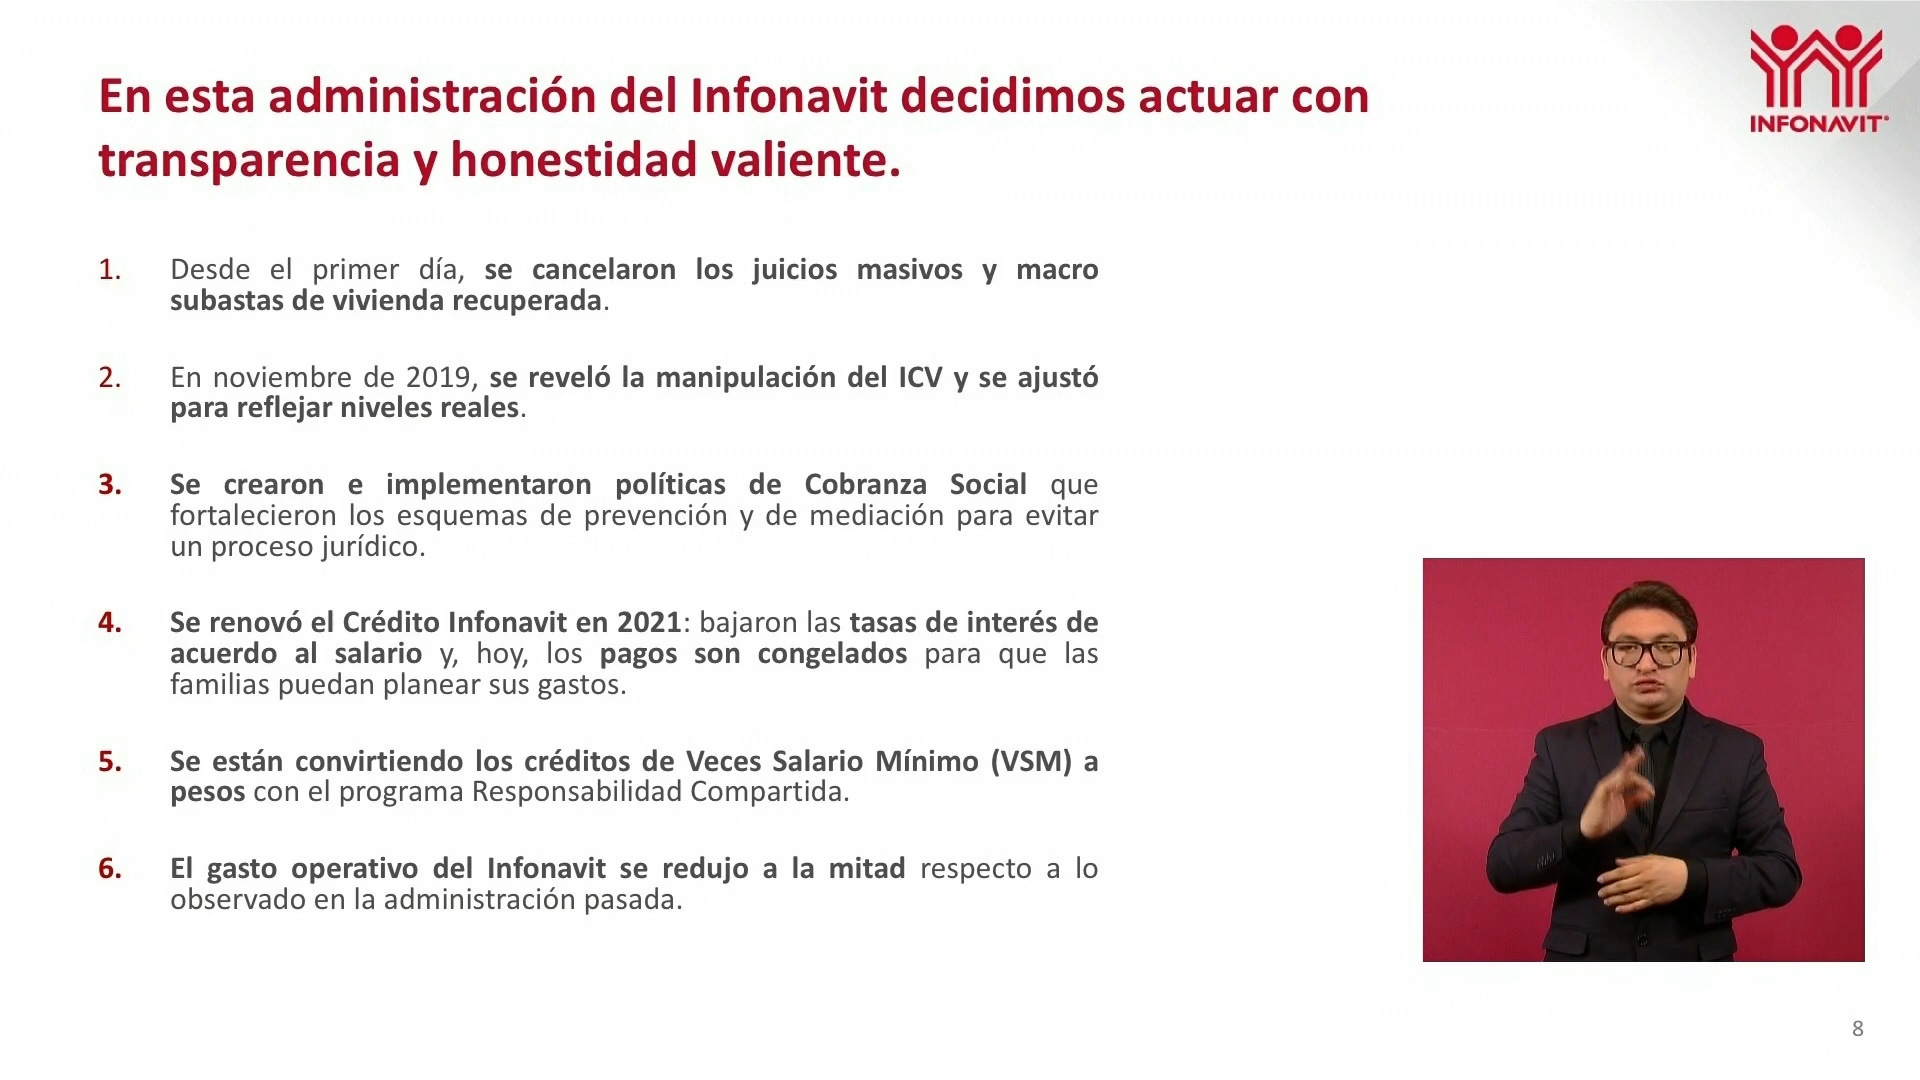 En esta administración del Infonavit decidimos actuar con
transparencia y honestidad valiente.
INFONAVIT
1. Desde el primer día, se cancelaron los juicios masivos y macro
subastas de vivienda recuperada.
2. En noviembre de 2019, se reveló la manipulación del ICV y se ajustó
para reflejar niveles reales.
3. Se crearon e implementaron políticas de Cobranza Social que
fortalecieron los esquemas de prevención y de mediación para evitar
un proceso jurídico.
4. Se renovó el Crédito Infonavit en 2021: bajaron las tasas de interés de
acuerdo al salario y, hoy, los pagos son congelados para que las
familias puedan planear sus gastos.
5. Se están convirtiendo los créditos de Veces Salario Mínimo (VSM) a
pesos con el programa Responsabilidad Compartida.
6. El gasto operativo del Infonavit se redujo a la mitad respecto a lo
observado en la administración pasada.
8